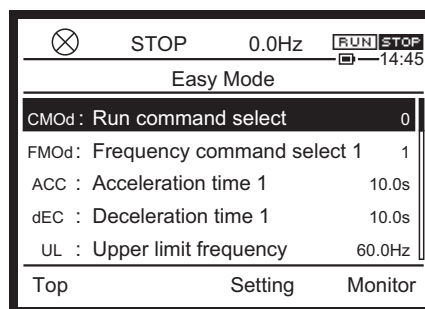 STOP 0.0Hz RUN STOP
14:45
Easy Mode
CMOd : Run command select 0
FMOd : Frequency command select 1 1
ACC : Acceleration time 1 10.0s
dEC : Deceleration time 1 10.0s
UL : Upper limit frequency 60.0Hz
Top Setting Monitor